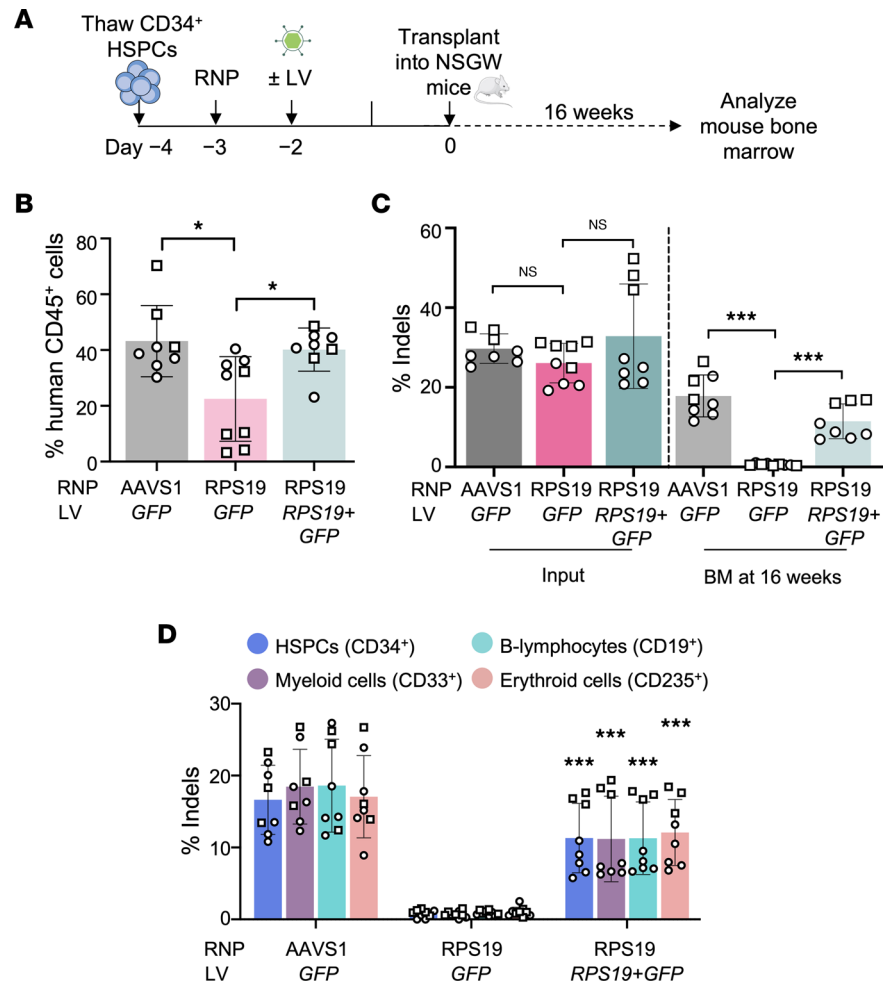 A
Thaw CD34⁺
HSPCs
RNP
± LV
Transplant
into NSGW
mice
16 weeks
Analyze
mouse bone
marrow
Day −4
−3
−2
0
B
% human CD45⁺ cells
80
60
40
20
0
*
*
RNP AAVS1 RPS19 RPS19
LV GFP GFP RPS19+
GFP
C
% Indels
60
40
20
0
NS
NS
***
***
RNP AAVS1 RPS19 RPS19 AAVS1 RPS19 RPS19
LV GFP GFP RPS19+ GFP GFP RPS19+
GFP GFP
Input BM at 16 weeks
D
HSPCs (CD34⁺) B-lymphocytes (CD19⁺)
Myeloid cells (CD33⁺) Erythroid cells (CD235⁺)
% Indels
30
20
10
0
*** *** *** ***
RNP AAVS1 RPS19 RPS19
LV GFP GFP RPS19+GFP